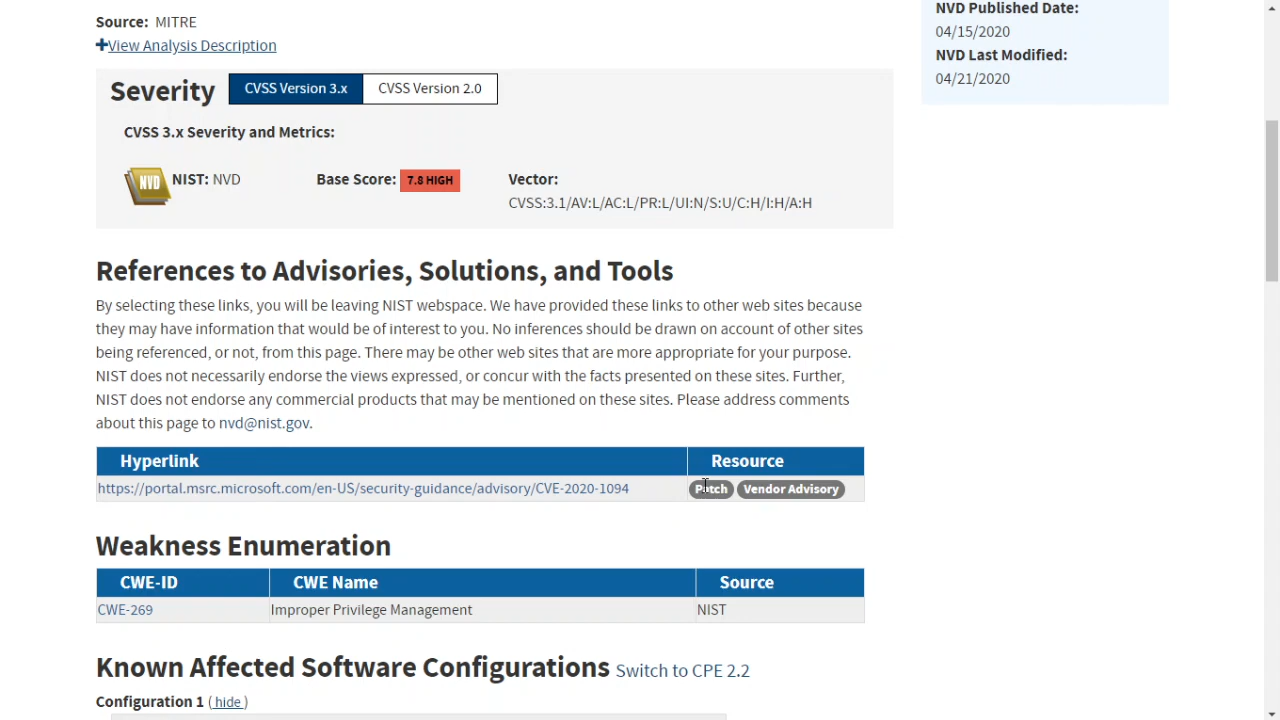 Source: MITRE
View Analysis Description
NVD Published Date:
04/15/2020
NVD Last Modified:
04/21/2020
Severity CVSS Version 3.x CVSS Version 2.0
CVSS 3.x Severity and Metrics:
NVD NIST: NVD Base Score: 7.8 HIGH Vector:
CVSS:3.1/AV:L/AC:L/PR:L/UI:N/S:U/C:H/I:H/A:H
References to Advisories, Solutions, and Tools
By selecting these links, you will be leaving NIST webspace. We have provided these links to other web sites because
they may have information that would be of interest to you. No inferences should be drawn on account of other sites
being referenced, or not, from this page. There may be other web sites that are more appropriate for your purpose.
NIST does not necessarily endorse the views expressed, or concur with the facts presented on these sites. Further,
NIST does not endorse any commercial products that may be mentioned on these sites. Please address comments
about this page to nvd@nist.gov.
Hyperlink Resource
https://portal.msrc.microsoft.com/en-US/security-guidance/advisory/CVE-2020-1094 Patch Vendor Advisory
Weakness Enumeration
CWE-ID CWE Name Source
CWE-269 Improper Privilege Management NIST
Known Affected Software Configurations Switch to CPE 2.2
Configuration 1 ( hide )